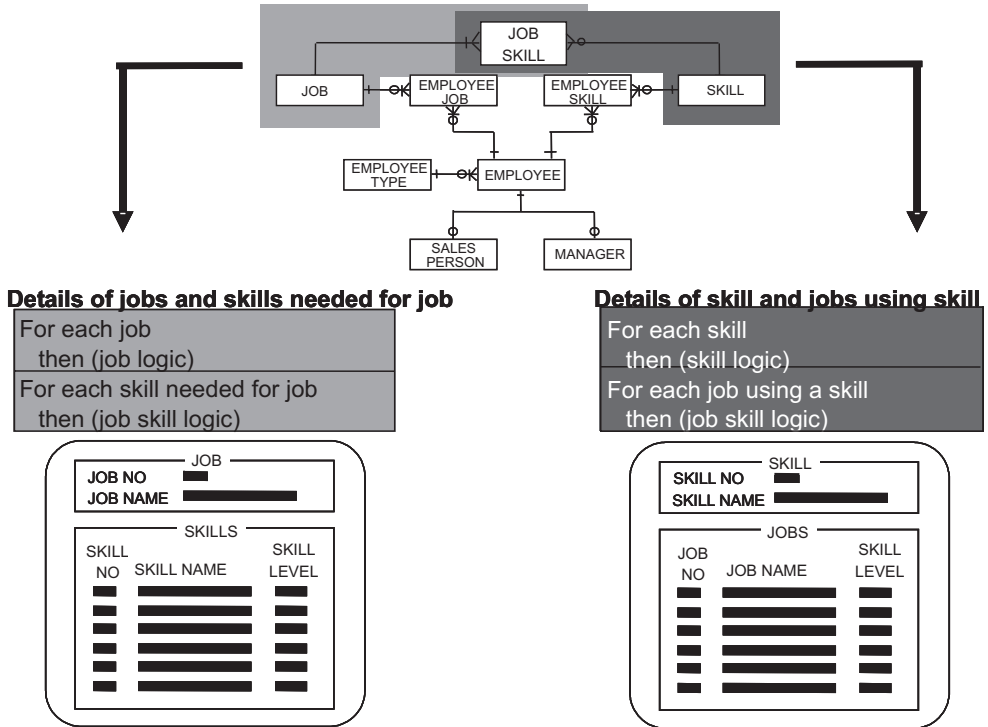 JOB
SKILL
JOB
EMPLOYEE
JOB
EMPLOYEE
SKILL
SKILL
EMPLOYEE
TYPE
EMPLOYEE
SALES
PERSON
MANAGER
Details of jobs and skills needed for job
For each job
then (job logic)
For each skill needed for job
then (job skill logic)
JOB
JOB NO
JOB NAME
SKILLS
SKILL
NO
SKILL NAME
SKILL
LEVEL
Details of skill and jobs using skill
For each skill
then (skill logic)
For each job using a skill
then (job skill logic)
SKILL
SKILL NO
SKILL NAME
JOBS
JOB
NO
JOB NAME
SKILL
LEVEL